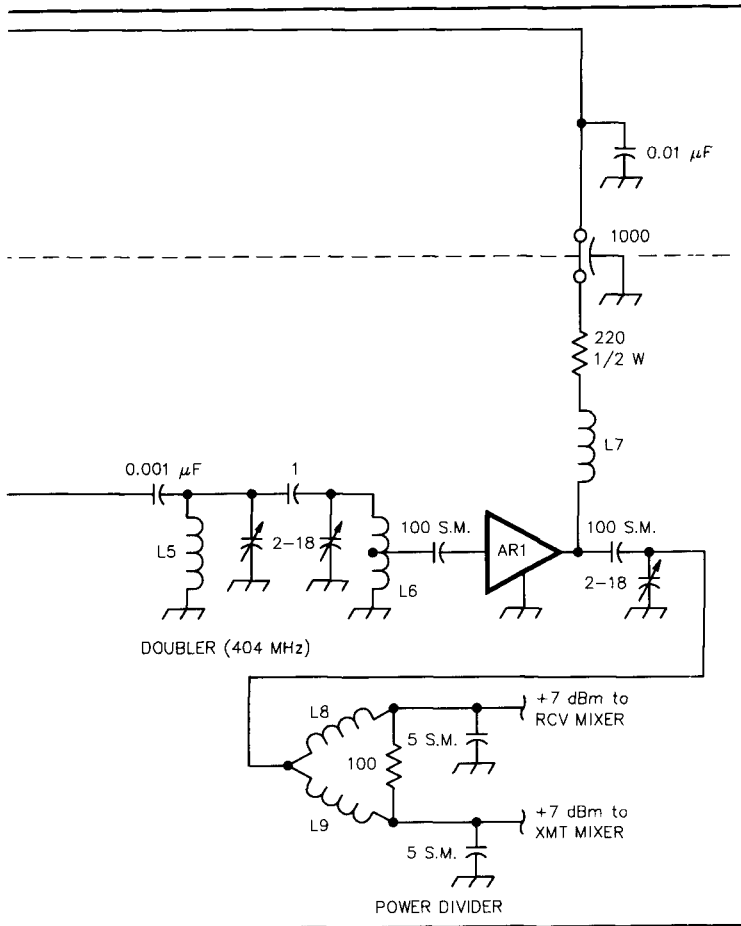 0.01 µF
1000
220
1/2 W
L7
0.001 µF
1
L5
2-18
100 S.M.
L6
AR1
100 S.M.
2-18
DOUBLER (404 MHz)
L8
5 S.M.
+7 dBm to
RCV MIXER
100
L9
5 S.M.
+7 dBm to
XMT MIXER
POWER DIVIDER